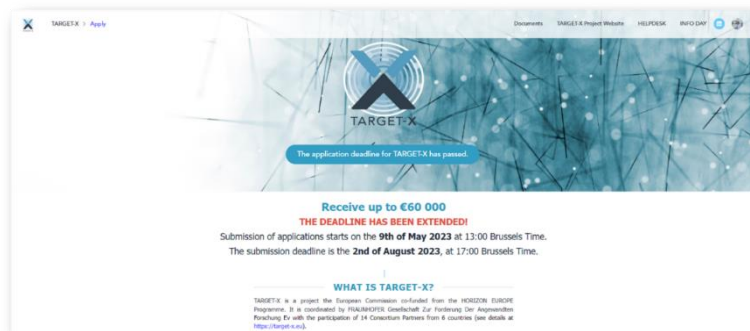 TARGET-X > Apply
Documents TARGET-X Project Website HELPDESK INFO DAY
TARGET-X
The application deadline for TARGET-X has passed.
Receive up to €60 000
THE DEADLINE HAS BEEN EXTENDED!
Submission of applications starts on the 9th of May 2023 at 13:00 Brussels Time.
The submission deadline is the 2nd of August 2023, at 17:00 Brussels Time.
WHAT IS TARGET-X?
TARGET-X is a project the European Commission co-funded from the HORIZON EUROPE
Programme. It is coordinated by FRAUNHOFER Gesellschaft Zur Forderung Der Angewandten
Forschung Ev with the participation of 14 Consortium Partners from 6 countries (see details at
https://target-x.eu).